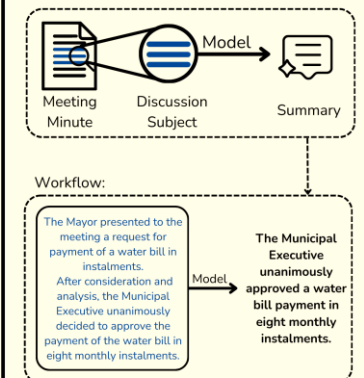 Model
Meeting
Minute
Discussion
Subject
Summary
Workflow:
The Mayor presented to the
meeting a request for
payment of a water bill in
instalments.
After consideration and
analysis, the Municipal
Executive unanimously
decided to approve the
payment of the water bill in
eight monthly instalments.
Model
The Municipal
Executive
unanimously
approved a water
bill payment in
eight monthly
instalments.